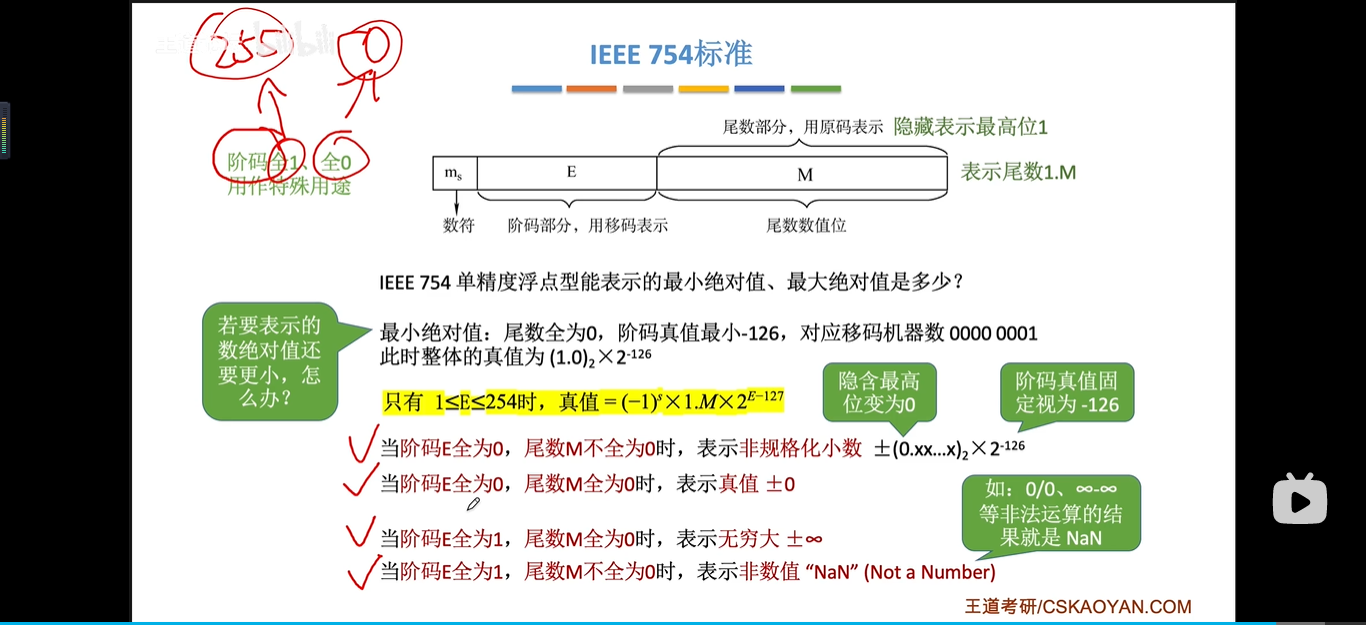 255
0
IEEE 754标准
阶码全1、全0
用作特殊用途
尾数部分，用原码表示 隐藏表示最高位1
mₛ E M
表示尾数1.M
数符 阶码部分，用移码表示 尾数数值位
IEEE 754 单精度浮点型能表示的最小绝对值、最大绝对值是多少？
若要表示的
数绝对值还
要更小，怎
么办？
最小绝对值：尾数全为0，阶码真值最小-126，对应移码机器数 0000 0001
此时整体的真值为 (1.0)₂×2⁻¹²⁶
只有 1≤E≤254时，真值 = (−1)ˢ×1.M×2ᴱ⁻¹²⁷
隐含最高
位变为0
阶码真值固
定视为 -126
当阶码E全为0，尾数M不全为0时，表示非规格化小数 ±(0.xx...x)₂×2⁻¹²⁶
当阶码E全为0，尾数M全为0时，表示真值 ±0
如：0/0、∞-∞
等非法运算的结
果就是 NaN
当阶码E全为1，尾数M全为0时，表示无穷大 ±∞
当阶码E全为1，尾数M不全为0时，表示非数值 “NaN” (Not a Number)
王道考研/CSKAOYAN.COM